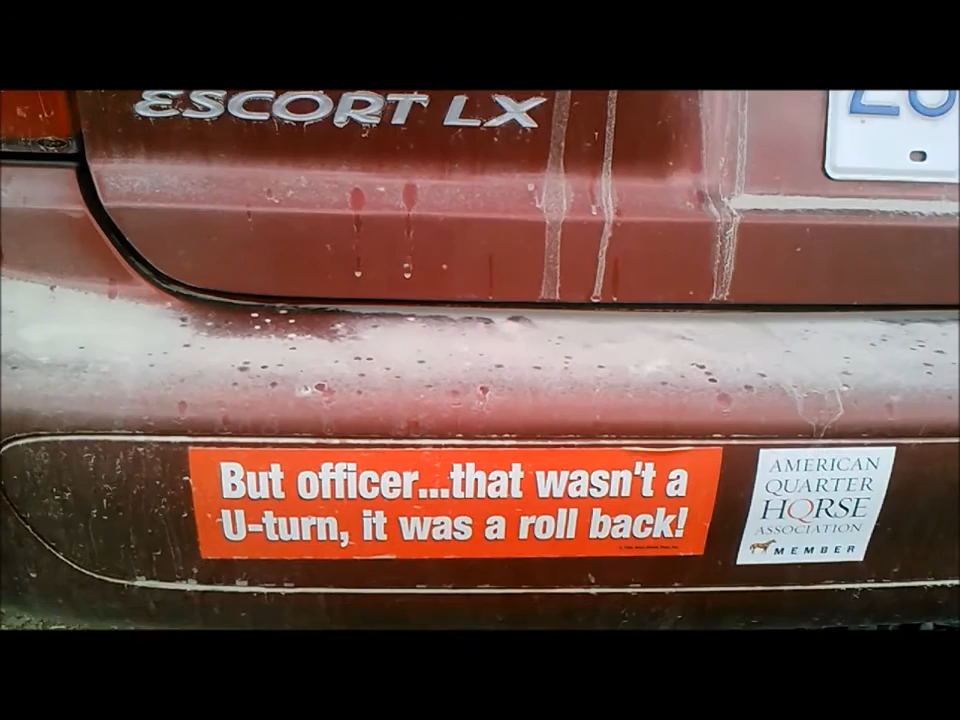 ESCORT LX
But officer...that wasn't a
U-turn, it was a roll back!
AMERICAN
QUARTER
HORSE
ASSOCIATION
MEMBER